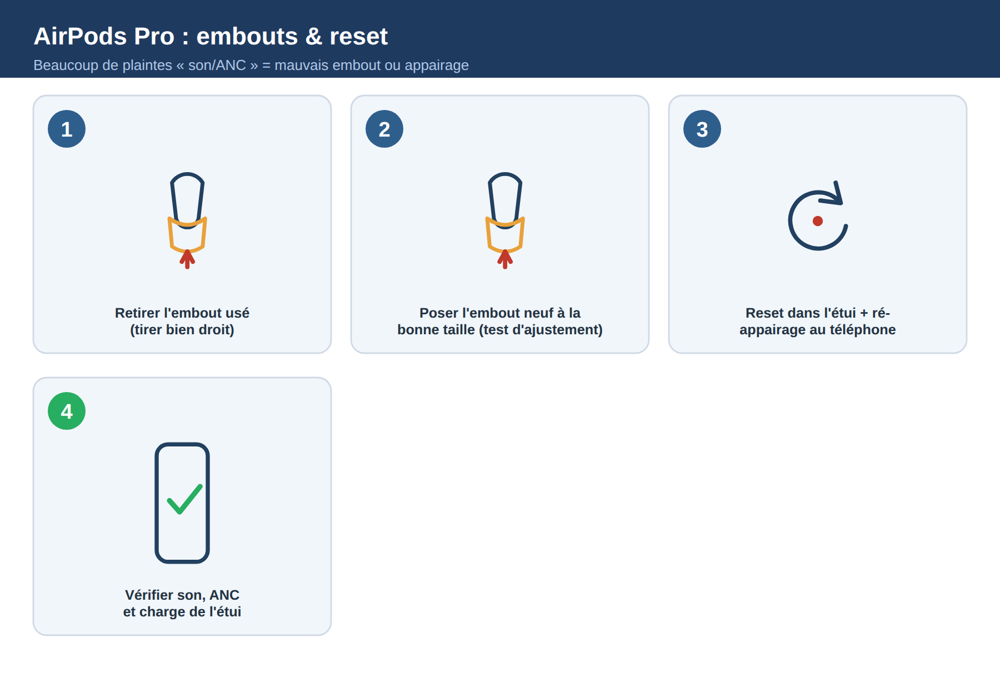 AirPods Pro : embouts & reset
Beaucoup de plaintes « son/ANC » = mauvais embout ou appairage
1
Retirer l'embout usé
(tirer bien droit)
2
Poser l'embout neuf à la
bonne taille (test d'ajustement)
3
Reset dans l'étui + ré-
appairage au téléphone
4
Vérifier son, ANC
et charge de l'étui